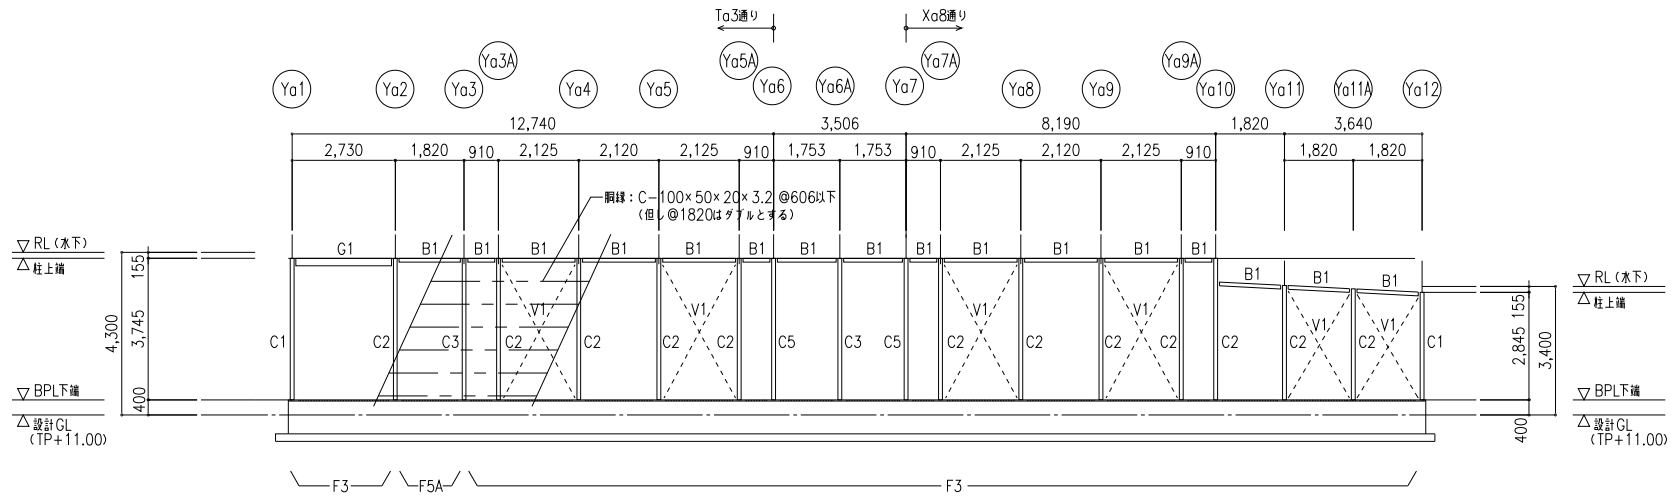 Ta3通り Xa8通り
Ya3A Ya5A Ya7A Ya9A
Ya1 Ya2 Ya3 Ya4 Ya5 Ya6 Ya6A Ya7 Ya8 Ya9 Ya10 Ya11 Ya11A Ya12
12,740 3,506 8,190 1,820 3,640
2,730 1,820 910 2,125 2,120 2,125 910 1,753 1,753 910 2,125 2,120 2,125 910 1,820 1,820
胴縁：C-100×50×20×3.2 @606以下
（但し@1820はダブルとする）
RL（水下）
柱上端
G1 B1 B1 B1 B1 B1 B1 B1 B1 B1 B1 B1 B1 B1 B1 B1 B1
RL（水下）
柱上端
155 3,745 400 4,300
V1 V1 V1 V1 V1 V1
C1 C2 C3 C2 C2 C2 C2 C5 C3 C5 C2 C2 C2 C2 C2 C2 C2 C1
155 2,845 400 3,400
BPL下端
設計GL
(TP+11.00)
BPL下端
設計GL
(TP+11.00)
F3 F5A F3